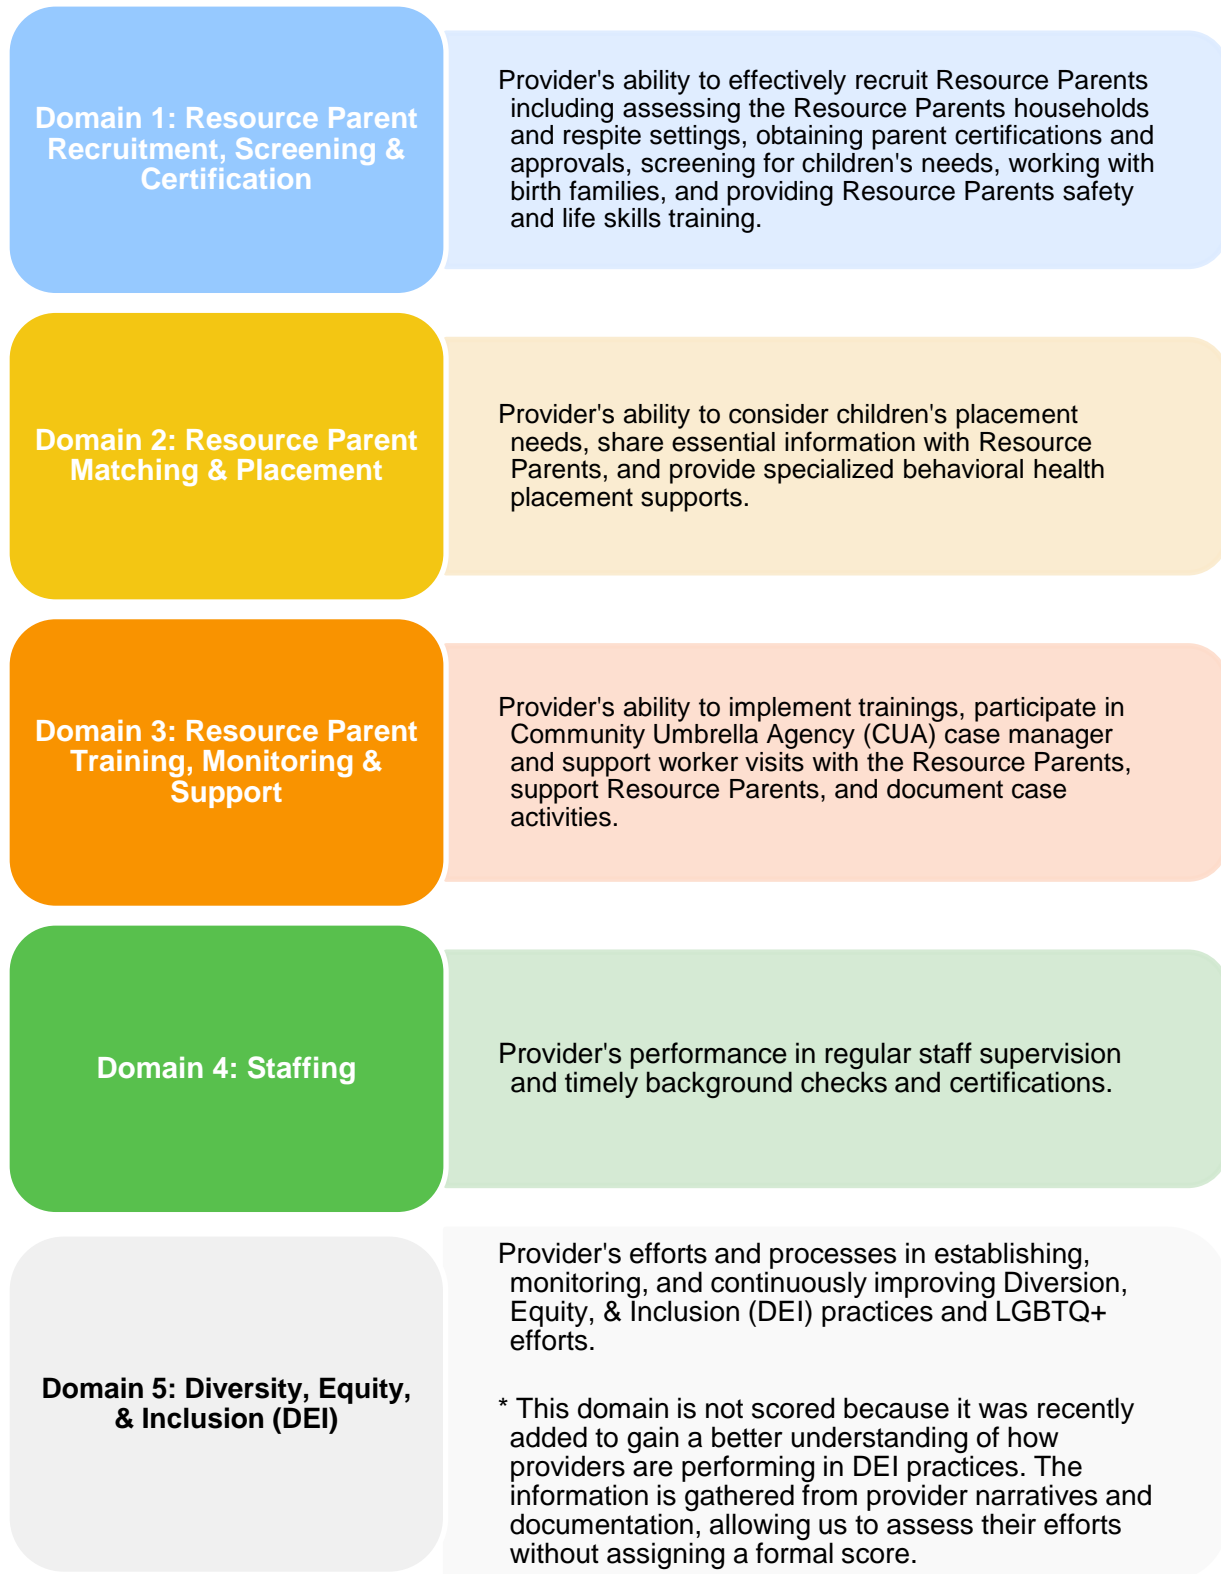 Domain 1: Resource Parent
Recruitment, Screening &
Certification
Provider's ability to effectively recruit Resource Parents
including assessing the Resource Parents households
and respite settings, obtaining parent certifications and
approvals, screening for children's needs, working with
birth families, and providing Resource Parents safety
and life skills training.
Domain 2: Resource Parent
Matching & Placement
Provider's ability to consider children's placement
needs, share essential information with Resource
Parents, and provide specialized behavioral health
placement supports.
Domain 3: Resource Parent
Training, Monitoring &
Support
Provider's ability to implement trainings, participate in
Community Umbrella Agency (CUA) case manager
and support worker visits with the Resource Parents,
support Resource Parents, and document case
activities.
Domain 4: Staffing
Provider's performance in regular staff supervision
and timely background checks and certifications.
Domain 5: Diversity, Equity,
& Inclusion (DEI)
Provider's efforts and processes in establishing,
monitoring, and continuously improving Diversion,
Equity, & Inclusion (DEI) practices and LGBTQ+
efforts.
* This domain is not scored because it was recently
added to gain a better understanding of how
providers are performing in DEI practices. The
information is gathered from provider narratives and
documentation, allowing us to assess their efforts
without assigning a formal score.